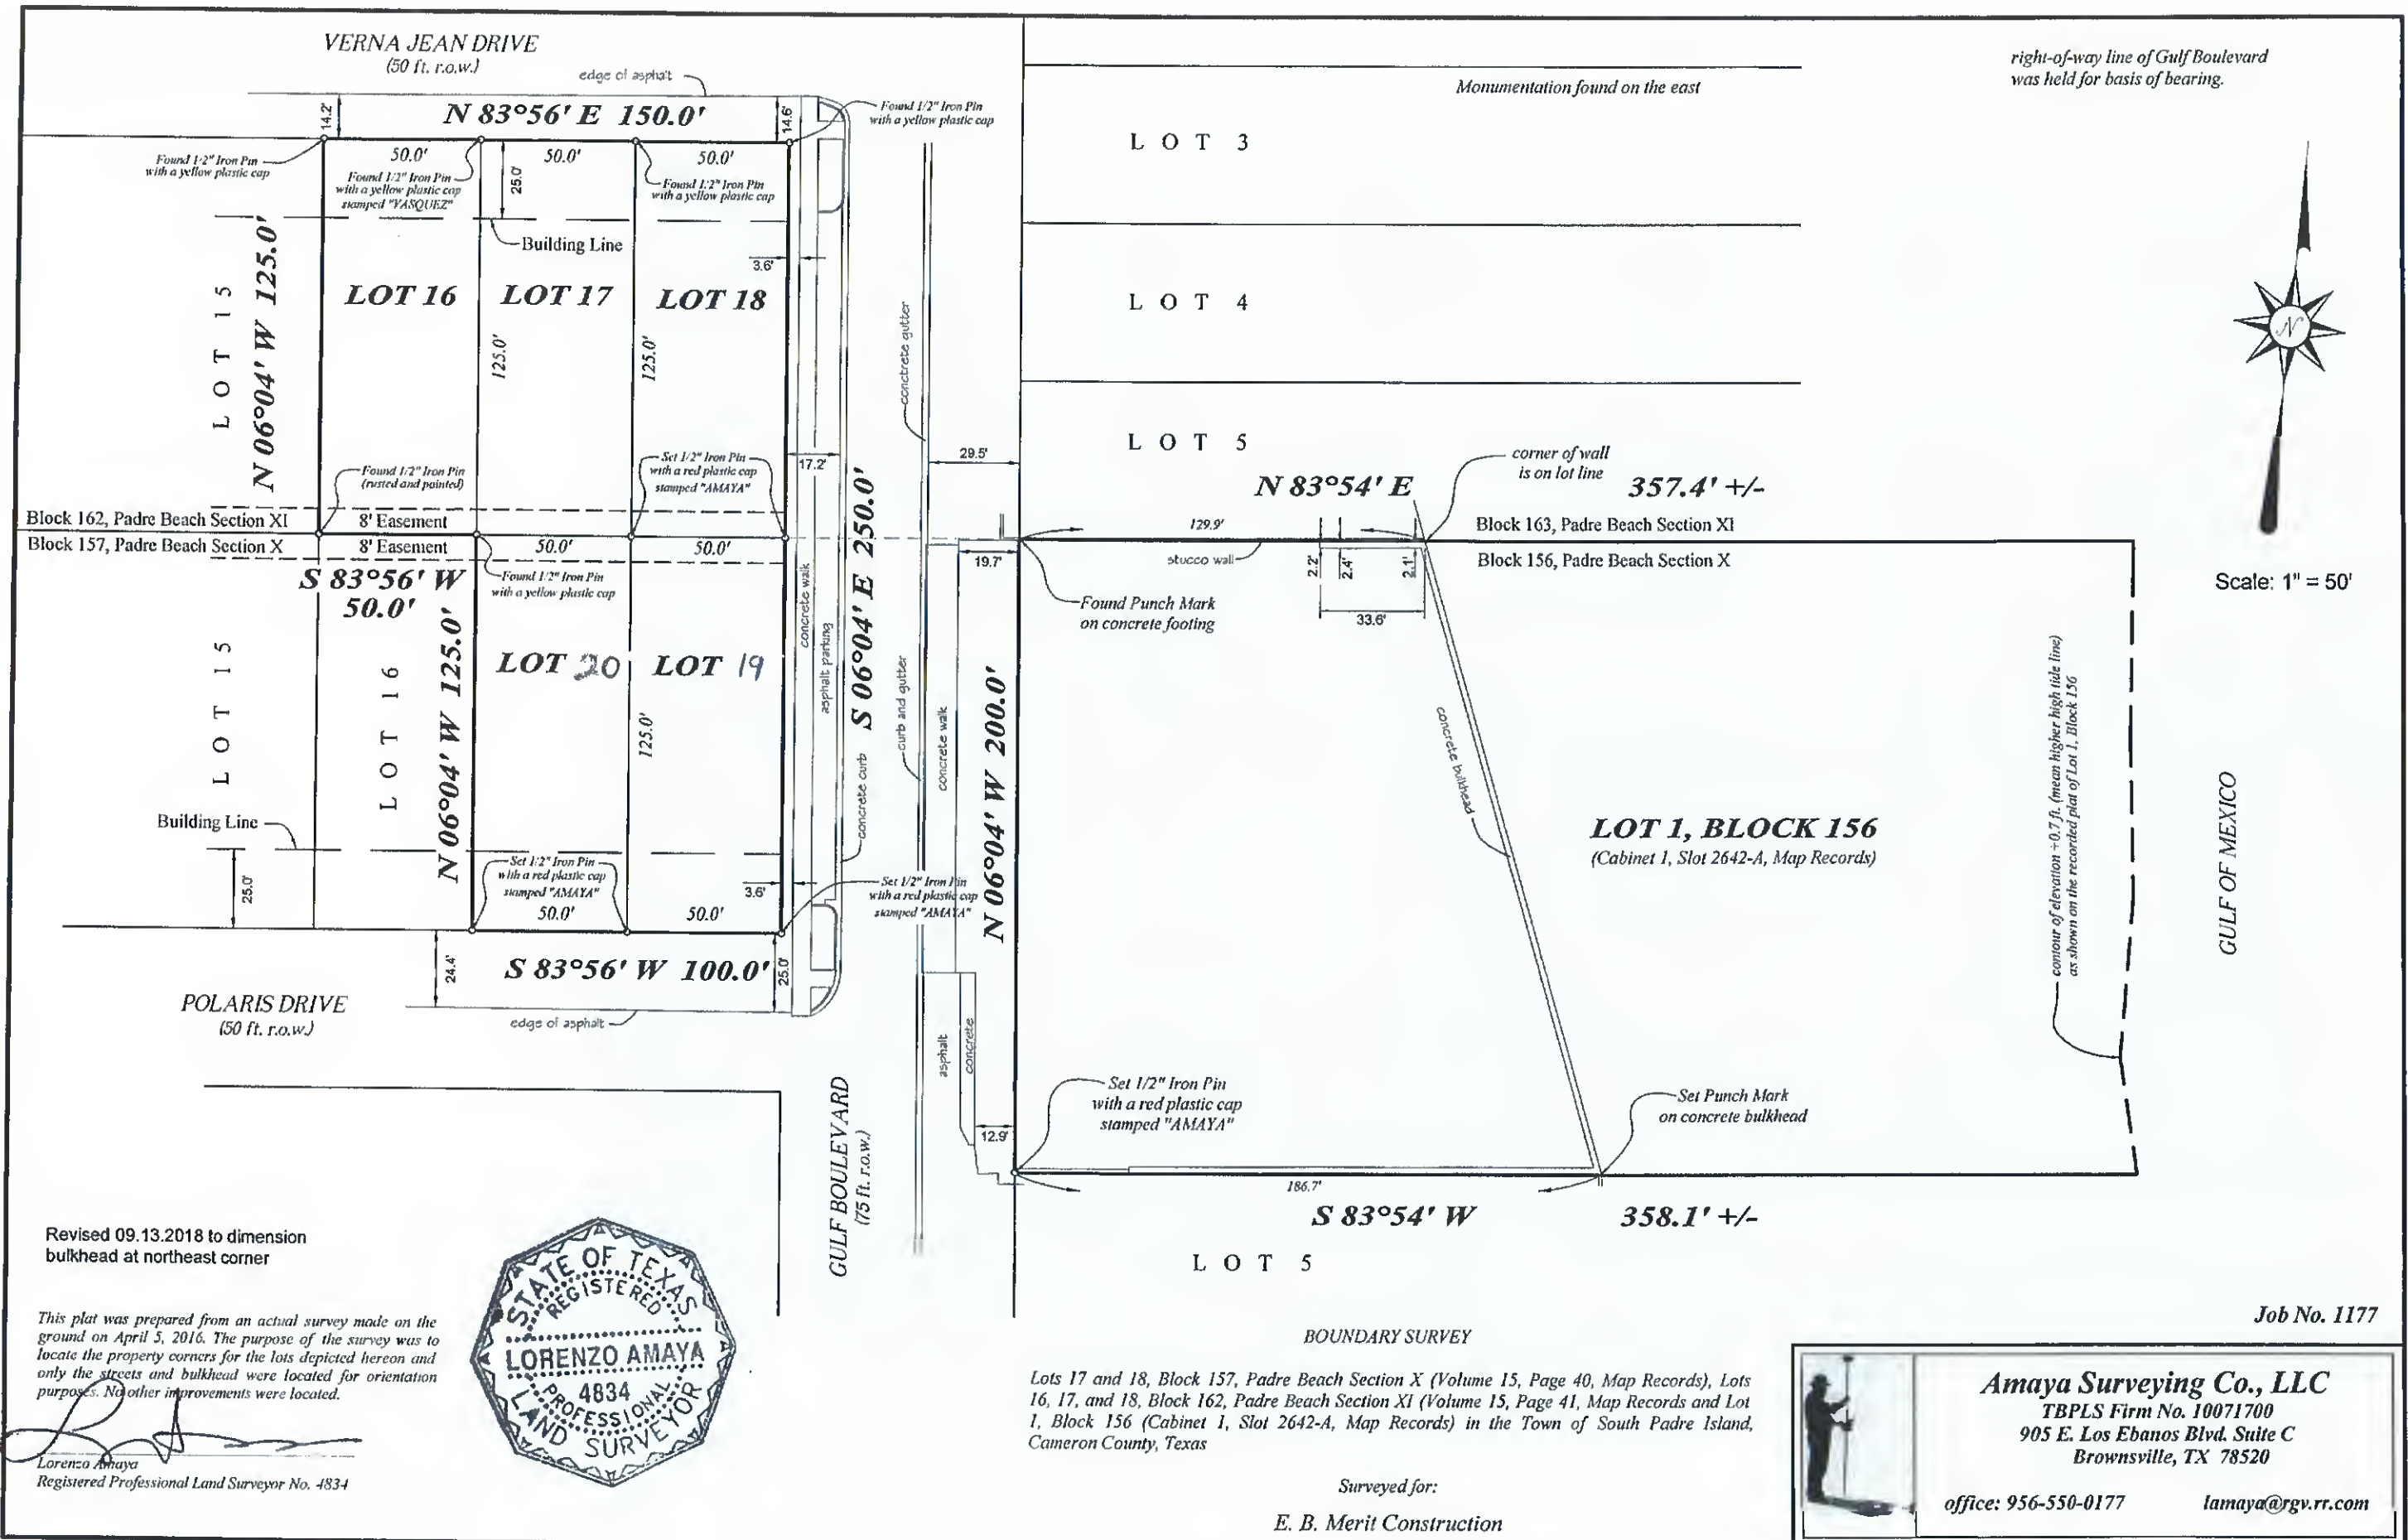 VERNA JEAN DRIVE
(50 ft. r.o.w.)
edge of asphalt
N 83°56' E 150.0'
14.2'
14.6'
Found 1/2" Iron Pin
with a yellow plastic cap
Found 1/2" Iron Pin
with a yellow plastic cap
50.0'
50.0'
50.0'
Found 1/2" Iron Pin
with a yellow plastic cap
stamped "VASQUEZ"
25.0'
Found 1/2" Iron Pin
with a yellow plastic cap
Building Line
3.6'
LOT 15
N 06°04' W 125.0'
LOT 16
LOT 17
LOT 18
125.0'
125.0'
Found 1/2" Iron Pin
(rusted and pointed)
Set 1/2" Iron Pin
with a red plastic cap
stamped "AMAYA"
17.2'
Block 162, Padre Beach Section XI
8' Easement
Block 157, Padre Beach Section X
8' Easement
50.0'
50.0'
S 83°56' W
50.0'
Found 1/2" Iron Pin
with a yellow plastic cap
LOT 15
LOT 16
N 06°04' W 125.0'
LOT 20
LOT 19
125.0'
concrete walk
asphalt parking
concrete curb
S 06°04' E 250.0'
Building Line
25.0'
Set 1/2" Iron Pin
with a red plastic cap
stamped "AMAYA"
50.0'
50.0'
3.6'
Set 1/2" Iron Pin
with a red plastic cap
stamped "AMAYA"
24.4'
S 83°56' W 100.0'
25.0'
POLARIS DRIVE
(50 ft. r.o.w.)
edge of asphalt
GULF BOULEVARD
(75 ft. r.o.w.)
conctrete gutter
29.5'
curb and gutter
concrete walk
19.7'
asphalt
concrete
12.9'
Monumentation found on the east
right-of-way line of Gulf Boulevard
was held for basis of bearing.
LOT 3
LOT 4
LOT 5
corner of wall
is on lot line
N 83°54' E
357.4' +/-
129.9'
Block 163, Padre Beach Section XI
Block 156, Padre Beach Section X
stucco wall
2.2'
2.4'
2.1'
33.6'
Found Punch Mark
on concrete footing
N 06°04' W 200.0'
concrete bulkhead
LOT 1, BLOCK 156
(Cabinet 1, Slot 2642-A, Map Records)
contour of elevation +0.7 ft. (mean higher high tide line)
as shown on the recorded plat of Lot 1, Block 156
GULF OF MEXICO
N
Scale: 1" = 50'
Set 1/2" Iron Pin
with a red plastic cap
stamped "AMAYA"
Set Punch Mark
on concrete bulkhead
186.7'
S 83°54' W
358.1' +/-
LOT 5
Revised 09.13.2018 to dimension
bulkhead at northeast corner
This plat was prepared from an actual survey made on the
ground on April 5, 2016. The purpose of the survey was to
locate the property corners for the lots depicted hereon and
only the streets and bulkhead were located for orientation
purposes. No other improvements were located.
Lorenzo Amaya
Registered Professional Land Surveyor No. 4834
STATE OF TEXAS
REGISTERED
LORENZO AMAYA
4834
PROFESSIONAL
LAND SURVEYOR
BOUNDARY SURVEY
Lots 17 and 18, Block 157, Padre Beach Section X (Volume 15, Page 40, Map Records), Lots
16, 17, and 18, Block 162, Padre Beach Section XI (Volume 15, Page 41, Map Records and Lot
1, Block 156 (Cabinet 1, Slot 2642-A, Map Records) in the Town of South Padre Island,
Cameron County, Texas
Surveyed for:
E. B. Merit Construction
Job No. 1177
Amaya Surveying Co., LLC
TBPLS Firm No. 10071700
905 E. Los Ebanos Blvd. Suite C
Brownsville, TX 78520
office: 956-550-0177
lamaya@rgv.rr.com